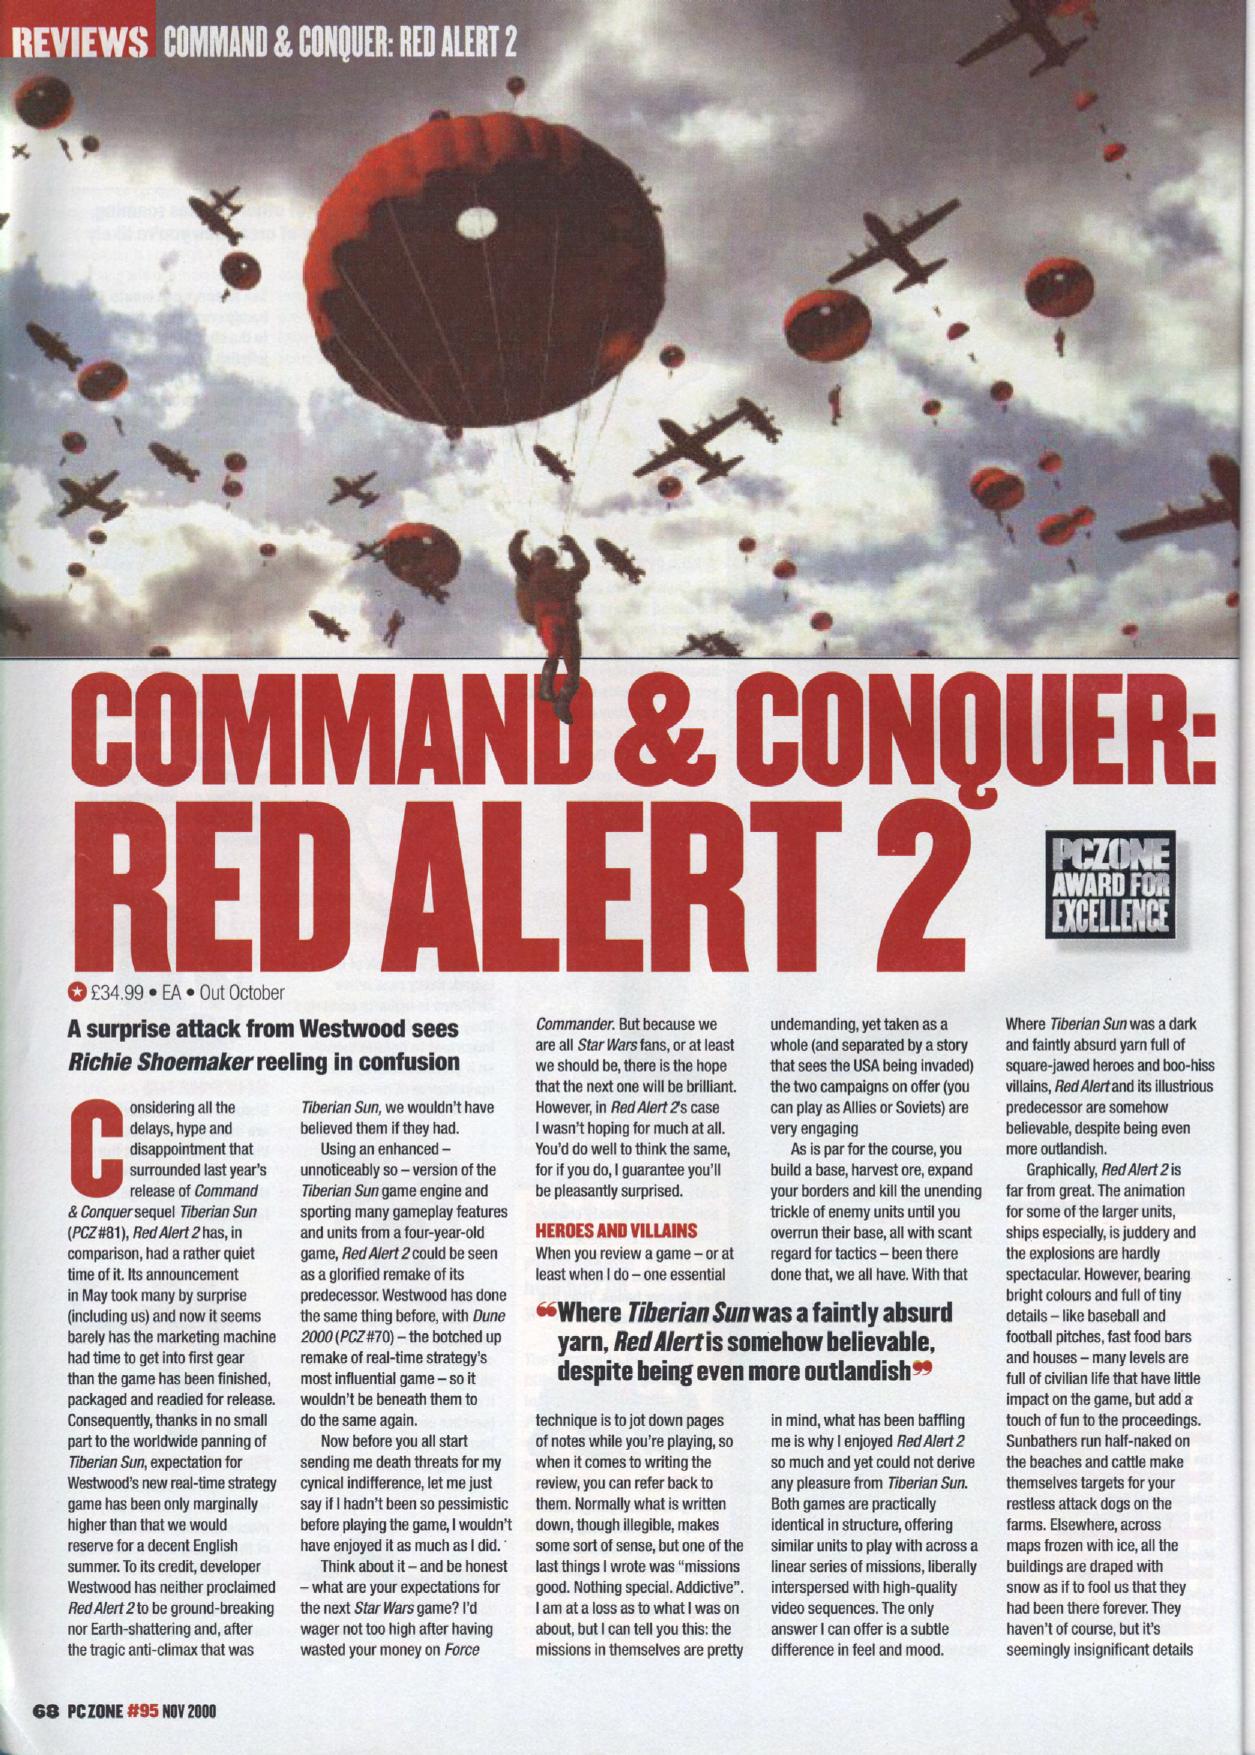 REVIEWS COMMAND & CONQUER: RED ALERT 2
COMMAND & CONQUER:
RED ALERT 2
PCZONE
AWARD FOR
EXCELLENCE
£34.99 • EA • Out October
A surprise attack from Westwood sees
Richie Shoemaker reeling in confusion
Considering all the
delays, hype and
disappointment that
surrounded last year's
release of Command
& Conquer sequel Tiberian Sun
(PCZ #81), Red Alert 2 has, in
comparison, had a rather quiet
time of it. Its announcement
in May took many by surprise
(including us) and now it seems
barely has the marketing machine
had time to get into first gear
than the game has been finished,
packaged and readied for release.
Consequently, thanks in no small
part to the worldwide panning of
Tiberian Sun, expectation for
Westwood's new real-time strategy
game has been only marginally
higher than that we would
reserve for a decent English
summer. To its credit, developer
Westwood has neither proclaimed
Red Alert 2 to be ground-breaking
nor Earth-shattering and, after
the tragic anti-climax that was
Tiberian Sun, we wouldn't have
believed them if they had.
Using an enhanced –
unnoticeably so – version of the
Tiberian Sun game engine and
sporting many gameplay features
and units from a four-year-old
game, Red Alert 2 could be seen
as a glorified remake of its
predecessor. Westwood has done
the same thing before, with Dune
2000 (PCZ #70) – the botched up
remake of real-time strategy's
most influential game – so it
wouldn't be beneath them to
do the same again.
Now before you all start
sending me death threats for my
cynical indifference, let me just
say if I hadn't been so pessimistic
before playing the game, I wouldn't
have enjoyed it as much as I did.
Think about it – and be honest
– what are your expectations for
the next Star Wars game? I'd
wager not too high after having
wasted your money on Force
Commander. But because we
are all Star Wars fans, or at least
we should be, there is the hope
that the next one will be brilliant.
However, in Red Alert 2's case
I wasn't hoping for much at all.
You'd do well to think the same,
for if you do, I guarantee you'll
be pleasantly surprised.
HEROES AND VILLAINS
When you review a game – or at
least when I do – one essential
technique is to jot down pages
of notes while you're playing, so
when it comes to writing the
review, you can refer back to
them. Normally what is written
down, though illegible, makes
some sort of sense, but one of the
last things I wrote was “missions
good. Nothing special. Addictive”.
I am at a loss as to what I was on
about, but I can tell you this: the
missions in themselves are pretty
undemanding, yet taken as a
whole (and separated by a story
that sees the USA being invaded)
the two campaigns on offer (you
can play as Allies or Soviets) are
very engaging
As is par for the course, you
build a base, harvest ore, expand
your borders and kill the unending
trickle of enemy units until you
overrun their base, all with scant
regard for tactics – been there
done that, we all have. With that
“Where Tiberian Sun was a faintly absurd
yarn, Red Alert is somehow believable,
despite being even more outlandish”
in mind, what has been baffling
me is why I enjoyed Red Alert 2
so much and yet could not derive
any pleasure from Tiberian Sun.
Both games are practically
identical in structure, offering
similar units to play with across a
linear series of missions, liberally
interspersed with high-quality
video sequences. The only
answer I can offer is a subtle
difference in feel and mood.
Where Tiberian Sun was a dark
and faintly absurd yarn full of
square-jawed heroes and boo-hiss
villains, Red Alert and its illustrious
predecessor are somehow
believable, despite being even
more outlandish.
Graphically, Red Alert 2 is
far from great. The animation
for some of the larger units,
ships especially, is juddery and
the explosions are hardly
spectacular. However, bearing
bright colours and full of tiny
details – like baseball and
football pitches, fast food bars
and houses – many levels are
full of civilian life that have little
impact on the game, but add a
touch of fun to the proceedings.
Sunbathers run half-naked on
the beaches and cattle make
themselves targets for your
restless attack dogs on the
farms. Elsewhere, across
maps frozen with ice, all the
buildings are draped with
snow as if to fool us that they
had been there forever. They
haven't of course, but it's
seemingly insignificant details
68 PCZONE #95 NOV 2000